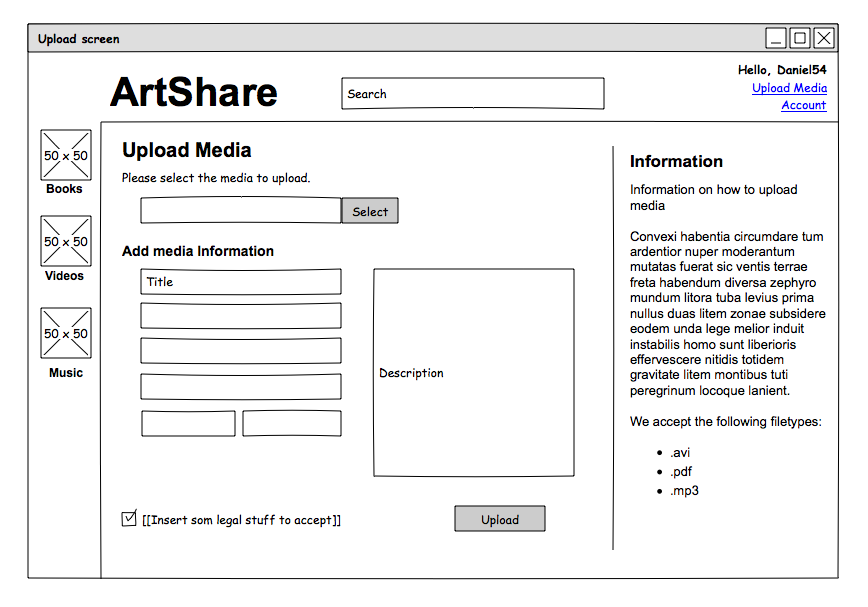 Upload screen
Hello, Daniel54
ArtShare
Search
Upload Media
Account
50 x 50
Books
50 x 50
Videos
50 x 50
Music
Upload Media
Please select the media to upload.
Select
Add media Information
Title
Description
[[Insert som legal stuff to accept]]
Upload
Information
Information on how to upload
media
Convexi habentia circumdare tum
ardentior nuper moderantum
mutatas fuerat sic ventis terrae
freta habendum diversa zephyro
mundum litora tuba levius prima
nullus duas litem zonae subsidere
eodem unda lege melior induit
instabilis homo sunt liberioris
effervescere nitidis totidem
gravitate litem montibus tuti
peregrinum locoque lanient.
We accept the following filetypes:
• .avi
• .pdf
• .mp3